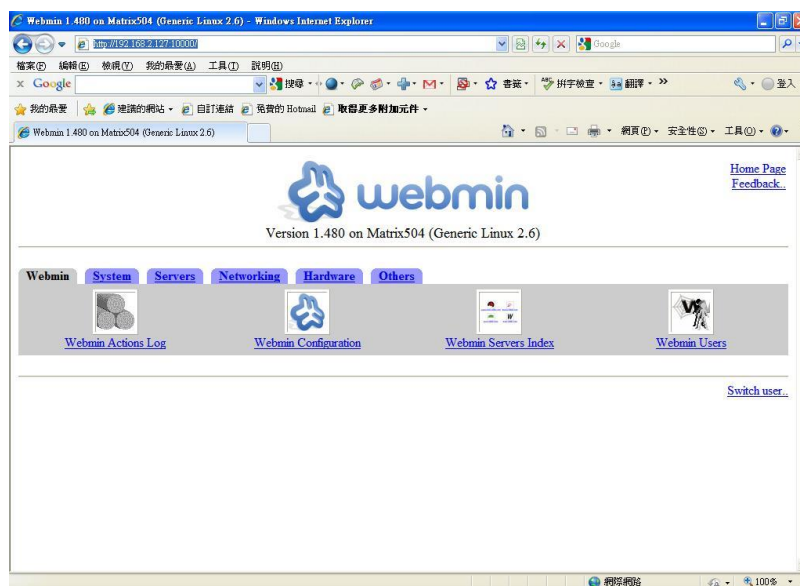 Webmin 1.480 on Matrix504 (Generic Linux 2.6) - Windows Internet Explorer
http://192.168.2.127:10000/
Google
檔案(F) 編輯(E) 檢視(V) 我的最愛(A) 工具(T) 說明(H)
x Google 搜尋 書籤 拼字檢查 翻譯 » 登入
我的最愛 建議的網站 自訂連結 免費的 Hotmail 取得更多附加元件
Webmin 1.480 on Matrix504 (Generic Linux 2.6) 網頁(P) 安全性(S) 工具(O)
Home Page
Feedback..
webmin
Version 1.480 on Matrix504 (Generic Linux 2.6)
Webmin System Servers Networking Hardware Others
Webmin Actions Log Webmin Configuration Webmin Servers Index Webmin Users
Switch user..
網際網路 100%